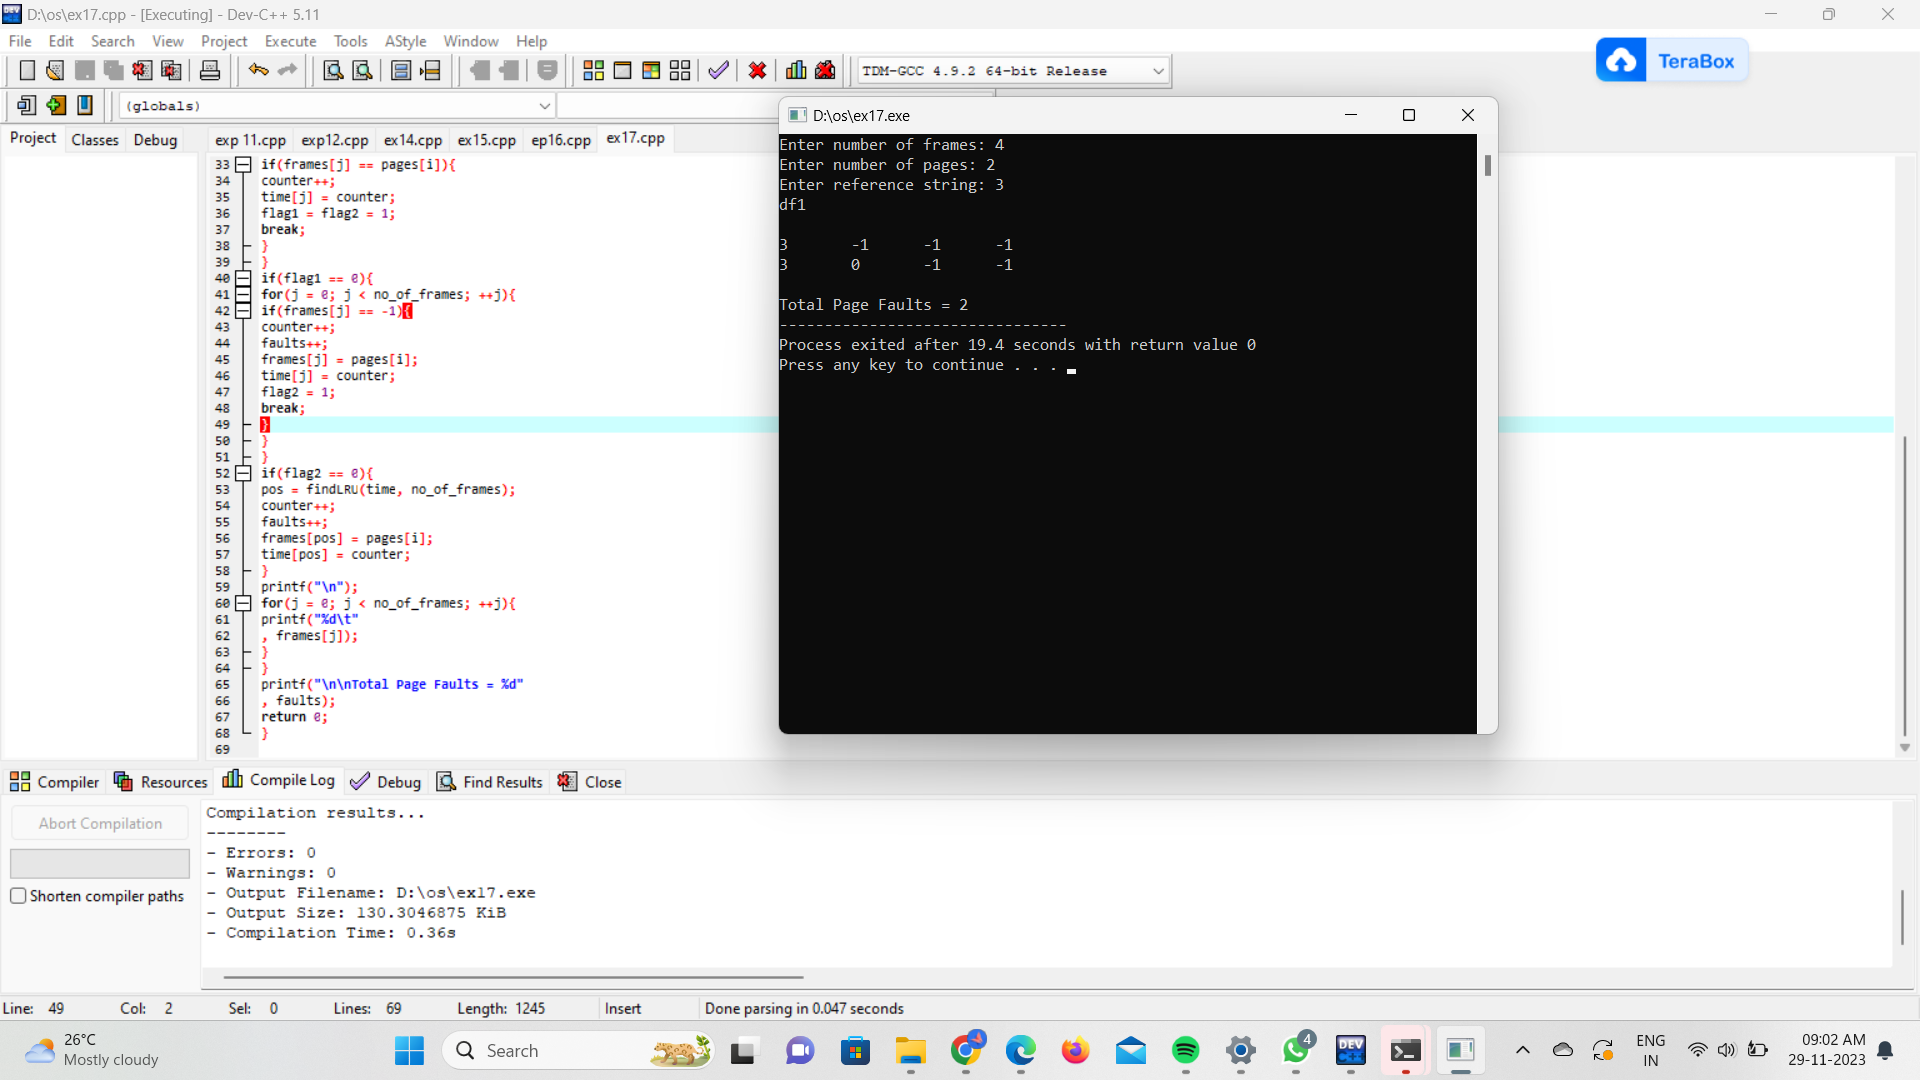 D:\os\ex17.cpp - [Executing] - Dev-C++ 5.11
File Edit Search View Project Execute Tools AStyle Window Help
TDM-GCC 4.9.2 64-bit Release
TeraBox
(globals)
Project Classes Debug
exp 11.cpp exp12.cpp ex14.cpp ex15.cpp ep16.cpp ex17.cpp
33 if(frames[j] == pages[i]){
34 counter++;
35 time[j] = counter;
36 flag1 = flag2 = 1;
37 break;
38 }
39 }
40 if(flag1 == 0){
41 for(j = 0; j < no_of_frames; ++j){
42 if(frames[j] == -1){
43 counter++;
44 faults++;
45 frames[j] = pages[i];
46 time[j] = counter;
47 flag2 = 1;
48 break;
49 }
50 }
51 }
52 if(flag2 == 0){
53 pos = findLRU(time, no_of_frames);
54 counter++;
55 faults++;
56 frames[pos] = pages[i];
57 time[pos] = counter;
58 }
59 printf("\n");
60 for(j = 0; j < no_of_frames; ++j){
61 printf("%d\t"
62 , frames[j]);
63 }
64 }
65 printf("\n\nTotal Page Faults = %d"
66 , faults);
67 return 0;
68 }
69
D:\os\ex17.exe
Enter number of frames: 4
Enter number of pages: 2
Enter reference string: 3
df1
3 -1 -1 -1
3 0 -1 -1
Total Page Faults = 2
--------------------------------
Process exited after 19.4 seconds with return value 0
Press any key to continue . . .
Compiler Resources Compile Log Debug Find Results Close
Abort Compilation
Shorten compiler paths
Compilation results...
--------
- Errors: 0
- Warnings: 0
- Output Filename: D:\os\ex17.exe
- Output Size: 130.3046875 KiB
- Compilation Time: 0.36s
Line: 49 Col: 2 Sel: 0 Lines: 69 Length: 1245 Insert Done parsing in 0.047 seconds
26°C
Mostly cloudy
Search
4
DEV
C++
ENG
IN
09:02 AM
29-11-2023